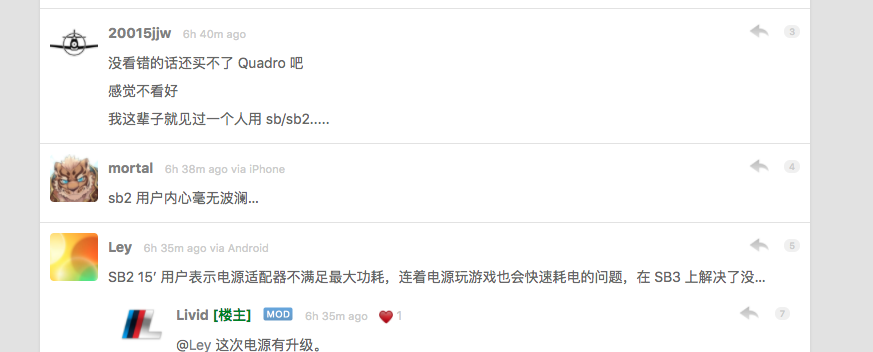 20015jjw 6h 40m ago 3
没看错的话还买不了 Quadro 吧
感觉不看好
我这辈子就见过一个人用 sb/sb2.....
mortal 6h 38m ago via iPhone 4
sb2 用户内心毫无波澜...
Ley 6h 35m ago via Android 5
SB2 15’ 用户表示电源适配器不满足最大功耗，连着电源玩游戏也会快速耗电的问题，在 SB3 上解决了没...
Livid [楼主] MOD 6h 35m ago 1 7
@Ley 这次电源有升级。